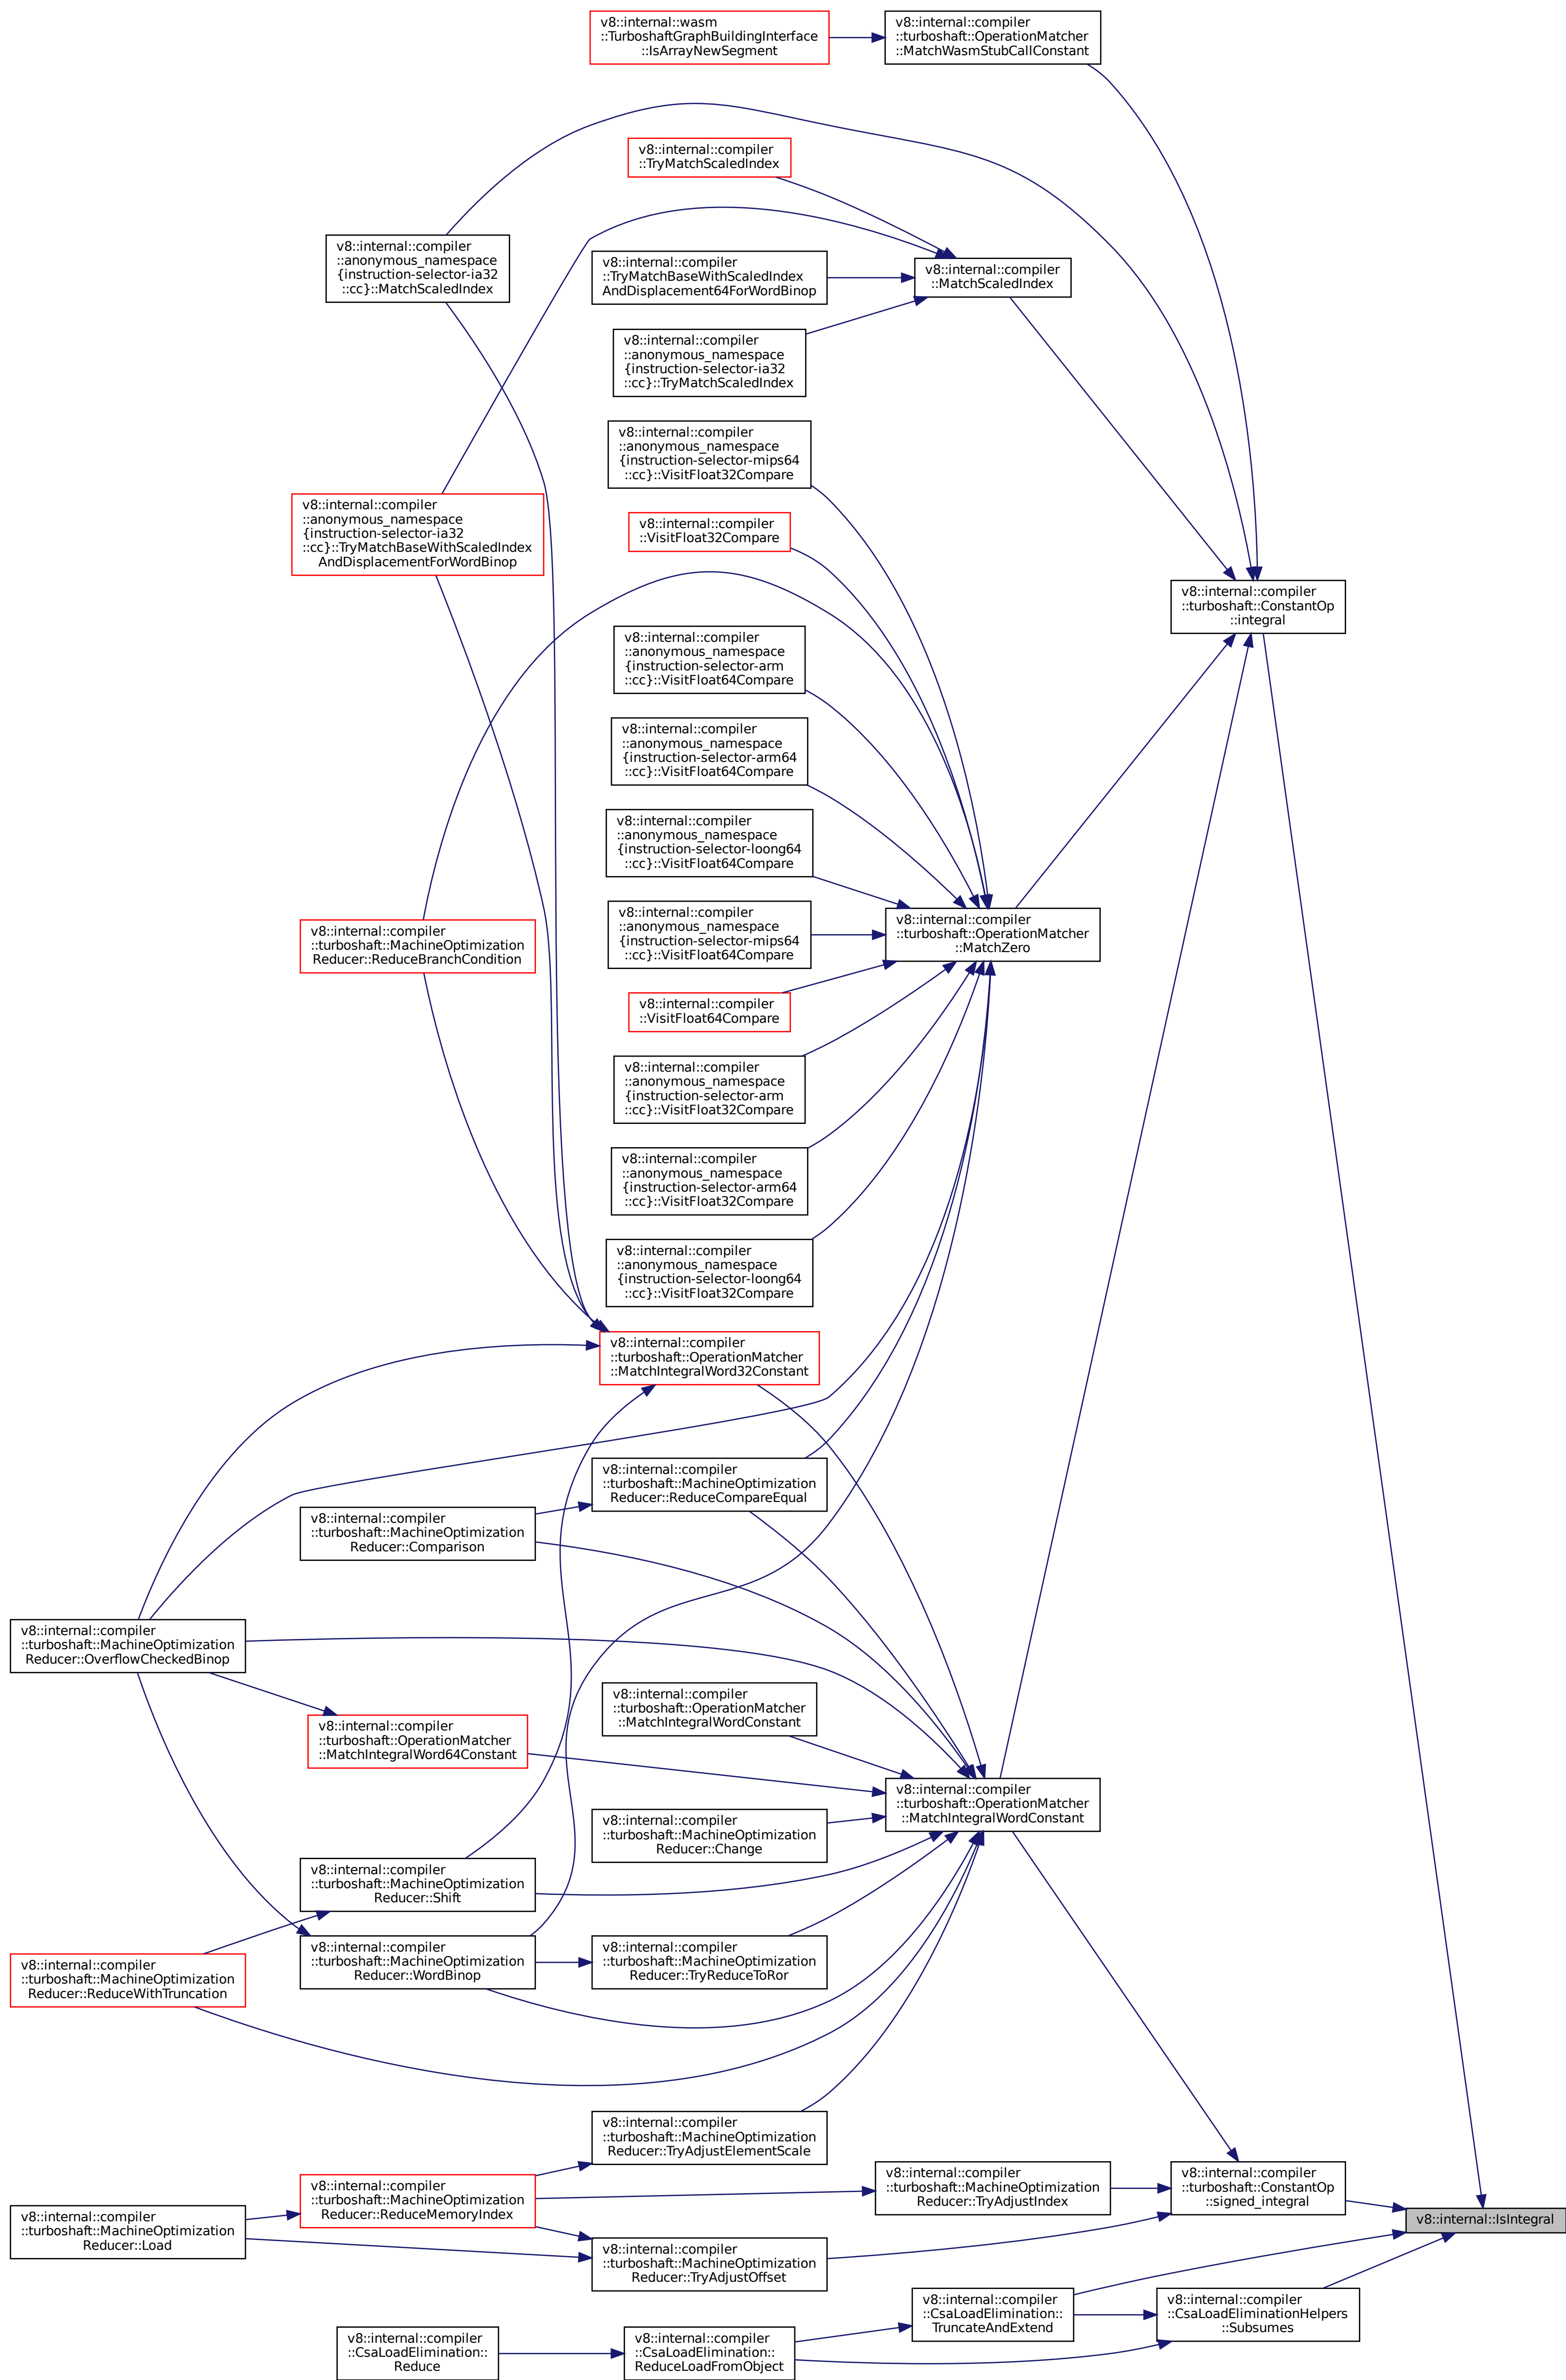 v8::internal::wasm
::TurboshaftGraphBuildingInterface
::IsArrayNewSegment
v8::internal::compiler
::turboshaft::OperationMatcher
::MatchWasmStubCallConstant
v8::internal::compiler
::TryMatchScaledIndex
v8::internal::compiler
::anonymous_namespace
{instruction-selector-ia32
::cc}::MatchScaledIndex
v8::internal::compiler
::TryMatchBaseWithScaledIndex
AndDisplacement64ForWordBinop
v8::internal::compiler
::MatchScaledIndex
v8::internal::compiler
::anonymous_namespace
{instruction-selector-ia32
::cc}::TryMatchScaledIndex
v8::internal::compiler
::anonymous_namespace
{instruction-selector-mips64
::cc}::VisitFloat32Compare
v8::internal::compiler
::anonymous_namespace
{instruction-selector-ia32
::cc}::TryMatchBaseWithScaledIndex
AndDisplacementForWordBinop
v8::internal::compiler
::VisitFloat32Compare
v8::internal::compiler
::turboshaft::ConstantOp
::integral
v8::internal::compiler
::anonymous_namespace
{instruction-selector-arm
::cc}::VisitFloat64Compare
v8::internal::compiler
::anonymous_namespace
{instruction-selector-arm64
::cc}::VisitFloat64Compare
v8::internal::compiler
::anonymous_namespace
{instruction-selector-loong64
::cc}::VisitFloat64Compare
v8::internal::compiler
::turboshaft::MachineOptimization
Reducer::ReduceBranchCondition
v8::internal::compiler
::anonymous_namespace
{instruction-selector-mips64
::cc}::VisitFloat64Compare
v8::internal::compiler
::turboshaft::OperationMatcher
::MatchZero
v8::internal::compiler
::VisitFloat64Compare
v8::internal::compiler
::anonymous_namespace
{instruction-selector-arm
::cc}::VisitFloat32Compare
v8::internal::compiler
::anonymous_namespace
{instruction-selector-arm64
::cc}::VisitFloat32Compare
v8::internal::compiler
::anonymous_namespace
{instruction-selector-loong64
::cc}::VisitFloat32Compare
v8::internal::compiler
::turboshaft::OperationMatcher
::MatchIntegralWord32Constant
v8::internal::compiler
::turboshaft::MachineOptimization
Reducer::ReduceCompareEqual
v8::internal::compiler
::turboshaft::MachineOptimization
Reducer::Comparison
v8::internal::compiler
::turboshaft::MachineOptimization
Reducer::OverflowCheckedBinop
v8::internal::compiler
::turboshaft::OperationMatcher
::MatchIntegralWordConstant
v8::internal::compiler
::turboshaft::OperationMatcher
::MatchIntegralWord64Constant
v8::internal::compiler
::turboshaft::OperationMatcher
::MatchIntegralWordConstant
v8::internal::compiler
::turboshaft::MachineOptimization
Reducer::Change
v8::internal::compiler
::turboshaft::MachineOptimization
Reducer::Shift
v8::internal::compiler
::turboshaft::MachineOptimization
Reducer::WordBinop
v8::internal::compiler
::turboshaft::MachineOptimization
Reducer::TryReduceToRor
v8::internal::compiler
::turboshaft::MachineOptimization
Reducer::ReduceWithTruncation
v8::internal::compiler
::turboshaft::MachineOptimization
Reducer::TryAdjustElementScale
v8::internal::compiler
::turboshaft::MachineOptimization
Reducer::ReduceMemoryIndex
v8::internal::compiler
::turboshaft::MachineOptimization
Reducer::TryAdjustIndex
v8::internal::compiler
::turboshaft::ConstantOp
::signed_integral
v8::internal::IsIntegral
v8::internal::compiler
::turboshaft::MachineOptimization
Reducer::Load
v8::internal::compiler
::turboshaft::MachineOptimization
Reducer::TryAdjustOffset
v8::internal::compiler
::CsaLoadElimination::
TruncateAndExtend
v8::internal::compiler
::CsaLoadEliminationHelpers
::Subsumes
v8::internal::compiler
::CsaLoadElimination::
Reduce
v8::internal::compiler
::CsaLoadElimination::
ReduceLoadFromObject